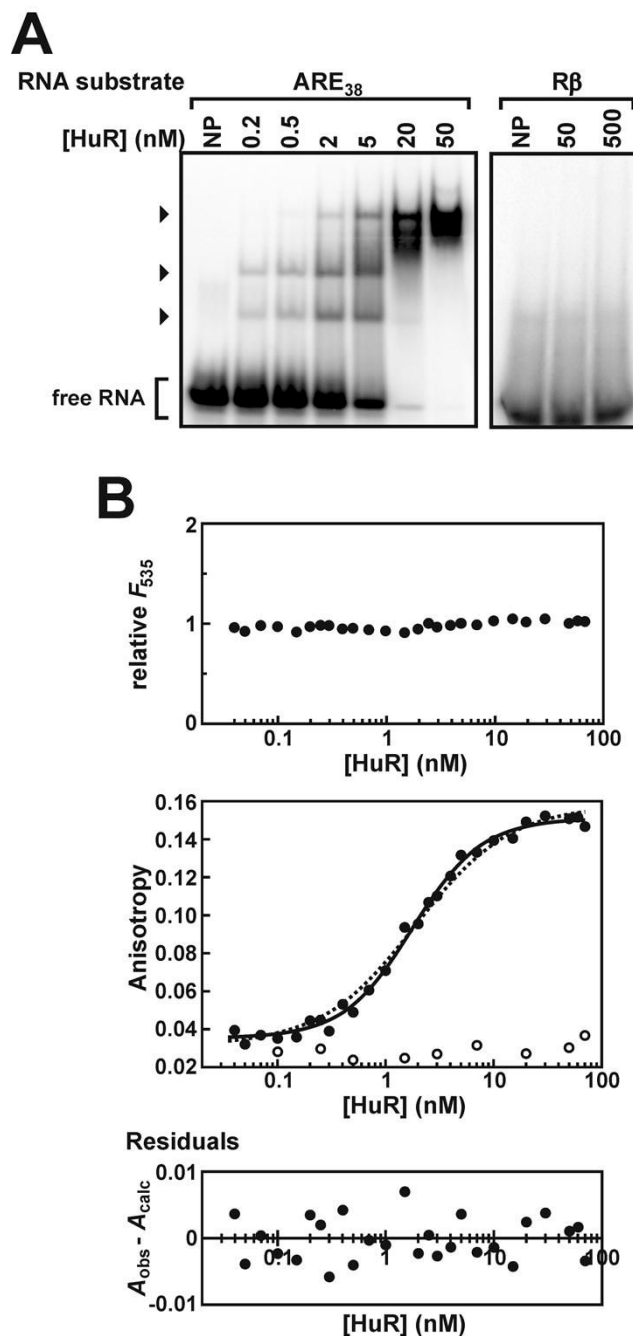 A
RNA substrate ARE38 Rβ
[HuR] (nM) NP 0.2 0.5 2 5 20 50 NP 50 500
free RNA
B
relative F535
2
1
0
0.1 1 10 100
[HuR] (nM)
Anisotropy
0.16
0.14
0.12
0.10
0.08
0.06
0.04
0.02
0.1 1 10 100
[HuR] (nM)
Residuals
Aobs - Acalc
0.01
0
-0.01
0.1 1 10 100
[HuR] (nM)